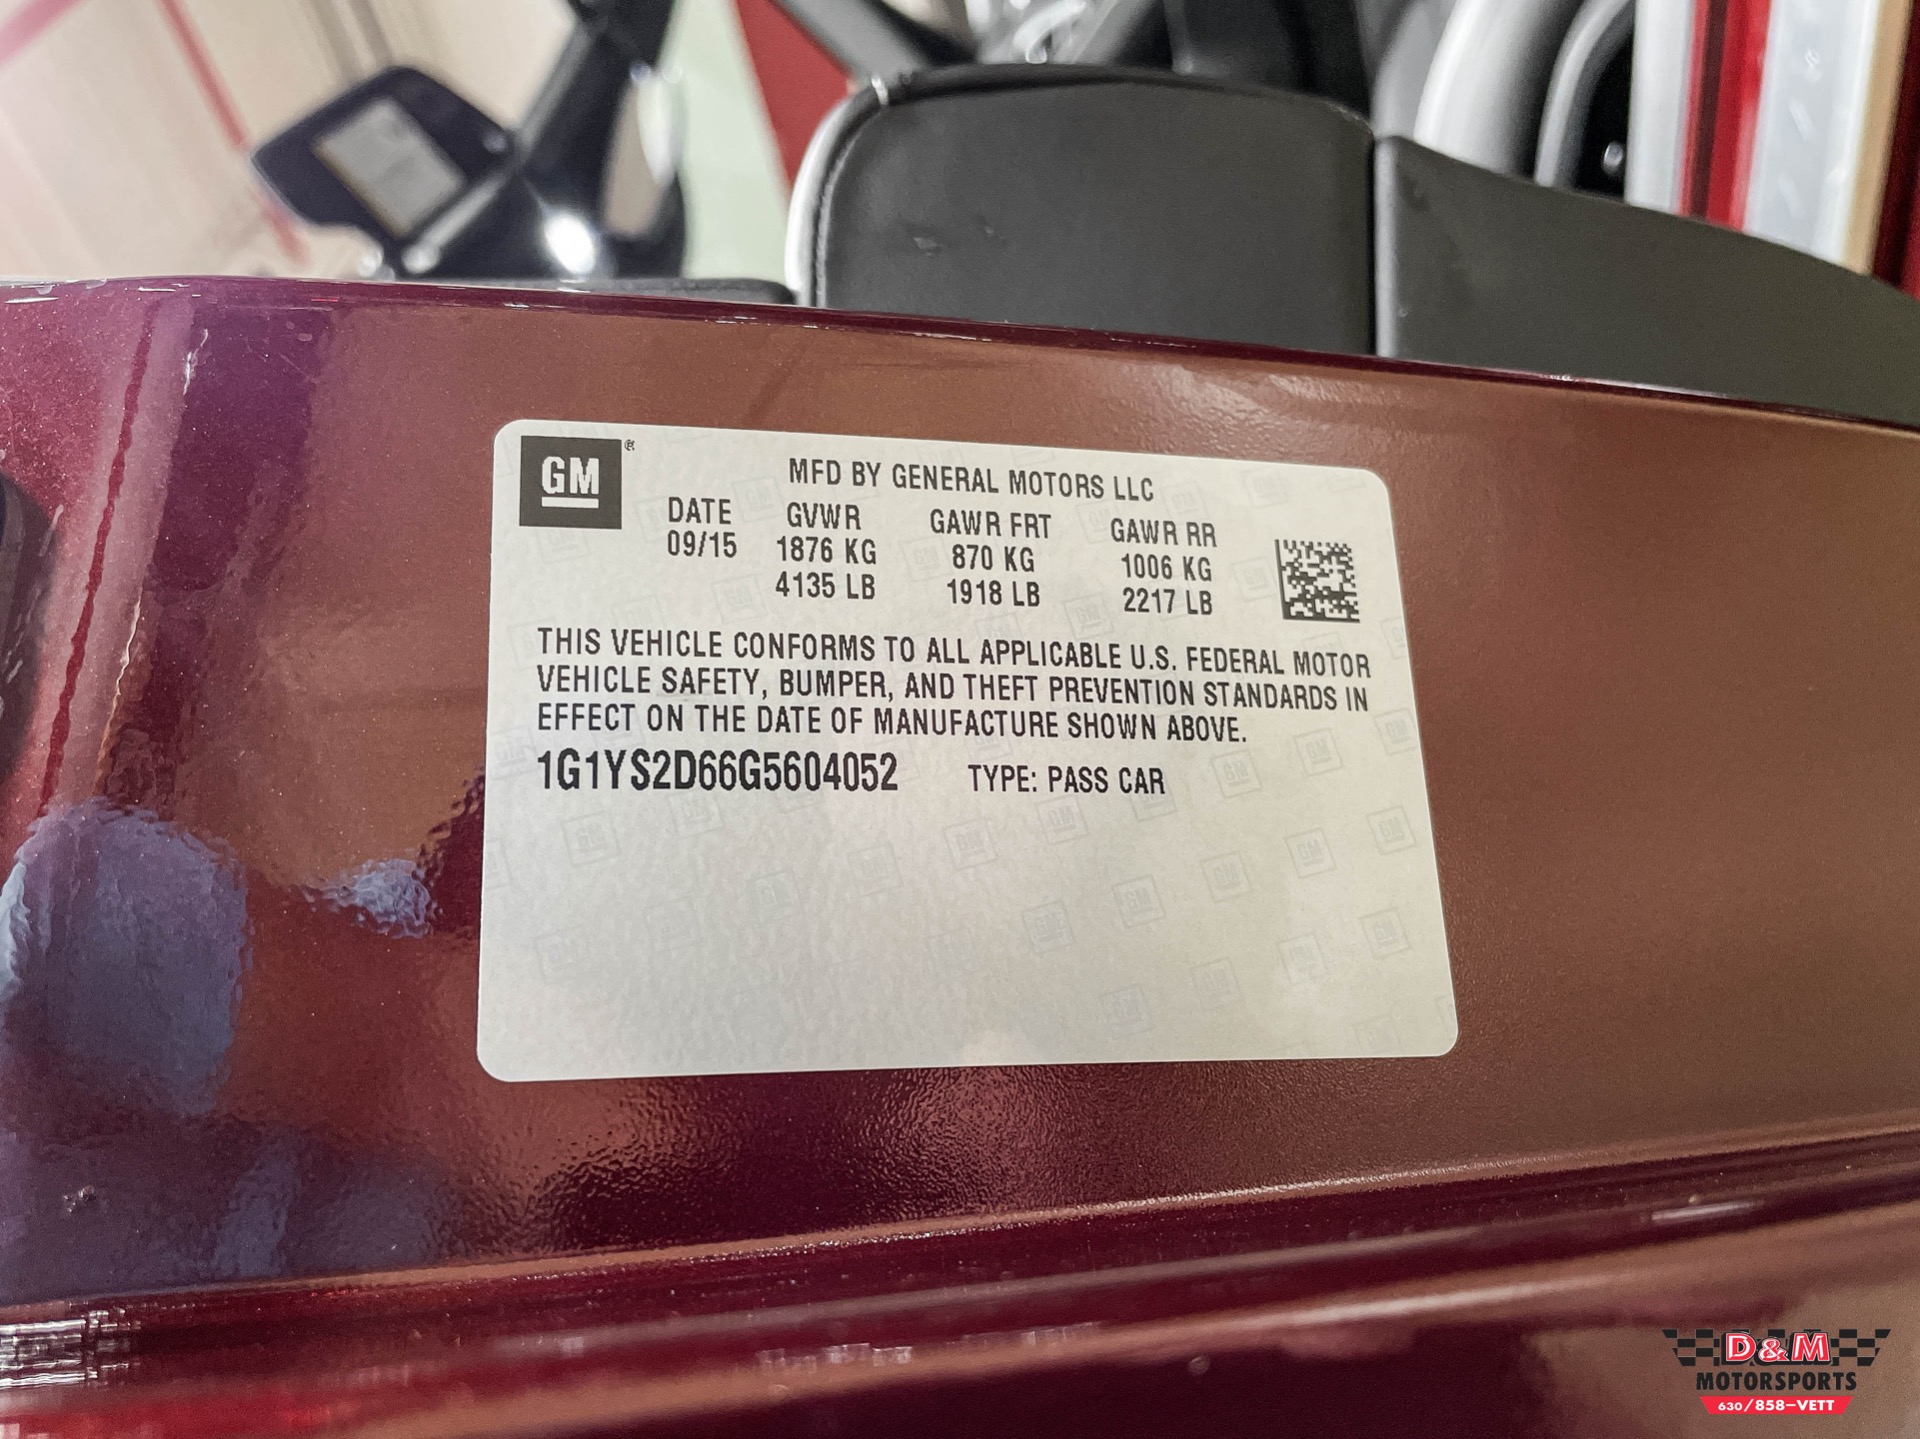 GM ®
MFD BY GENERAL MOTORS LLC
DATE GVWR GAWR FRT GAWR RR
09/15 1876 KG 870 KG 1006 KG
4135 LB 1918 LB 2217 LB
THIS VEHICLE CONFORMS TO ALL APPLICABLE U.S. FEDERAL MOTOR
VEHICLE SAFETY, BUMPER, AND THEFT PREVENTION STANDARDS IN
EFFECT ON THE DATE OF MANUFACTURE SHOWN ABOVE.
1G1YS2D66G5604052 TYPE: PASS CAR
D&M
MOTORSPORTS
630/858-VETT